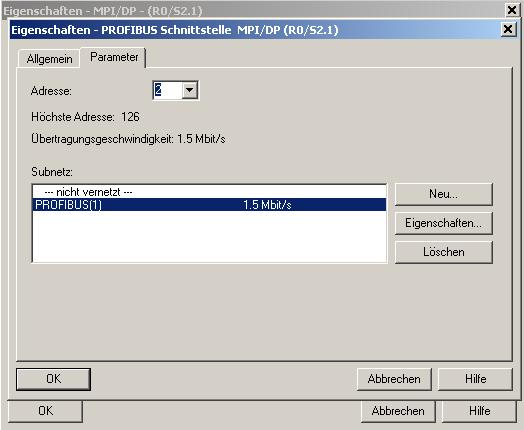 Eigenschaften - MPI/DP - (R0/S2.1)
Eigenschaften - PROFIBUS Schnittstelle MPI/DP (R0/S2.1)
Allgemein Parameter
Adresse: 2
Höchste Adresse: 126
Übertragungsgeschwindigkeit: 1.5 Mbit/s
Subnetz:
--- nicht vernetzt ---
PROFIBUS(1) 1.5 Mbit/s
Neu...
Eigenschaften...
Löschen
OK Abbrechen Hilfe
OK Abbrechen Hilfe